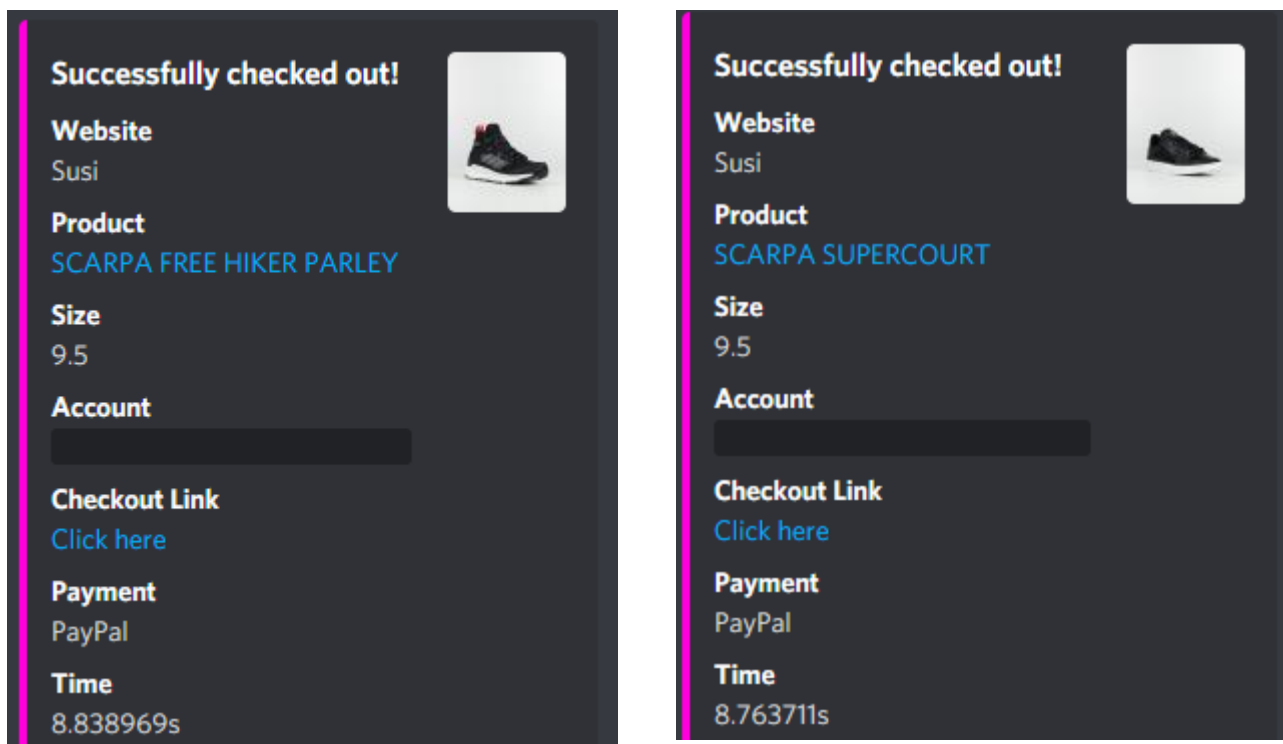 Successfully checked out!
Website
Susi
Product
SCARPA FREE HIKER PARLEY
Size
9.5
Account
Checkout Link
Click here
Payment
PayPal
Time
8.838969s
Successfully checked out!
Website
Susi
Product
SCARPA SUPERCOURT
Size
9.5
Account
Checkout Link
Click here
Payment
PayPal
Time
8.763711s